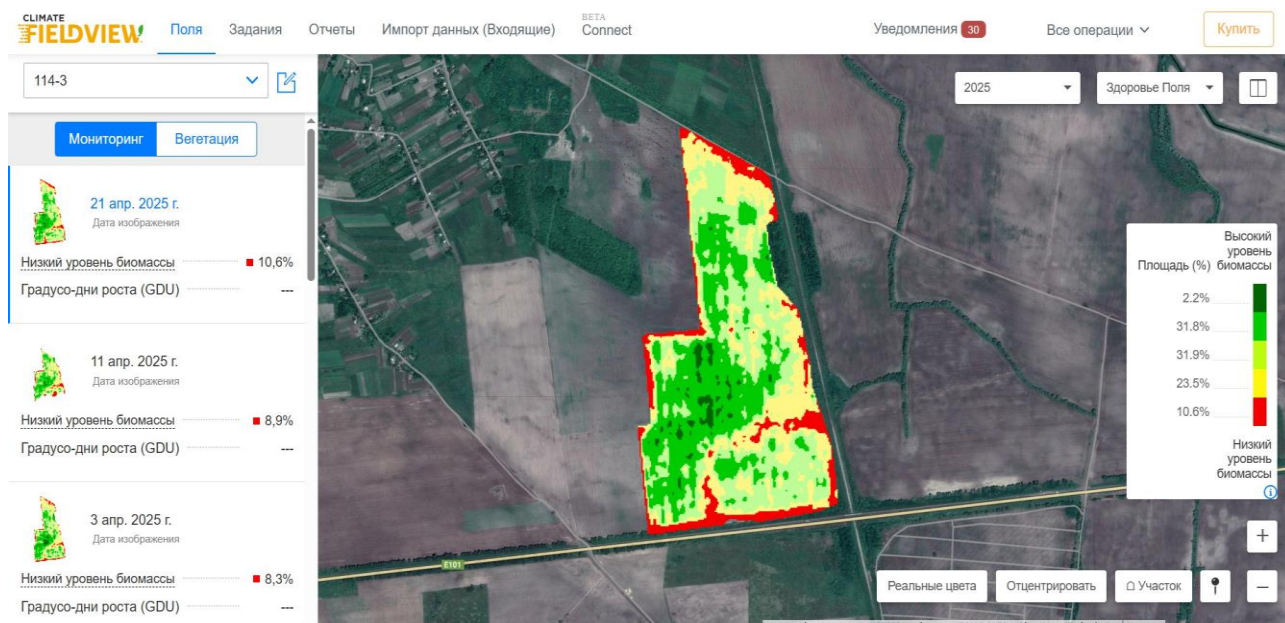 CLIMATE
FIELDVIEW
Поля
Задания
Отчеты
Импорт данных (Входящие)
BETA
Connect
Уведомления 30
Все операции
Купить
114-3
Мониторинг
Вегетация
21 апр. 2025 г.
Дата изображения
Низкий уровень биомассы 10,6%
Градусо-дни роста (GDU) ---
11 апр. 2025 г.
Дата изображения
Низкий уровень биомассы 8,9%
Градусо-дни роста (GDU) ---
3 апр. 2025 г.
Дата изображения
Низкий уровень биомассы 8,3%
Градусо-дни роста (GDU) ---
2025
Здоровье Поля
Высокий
уровень
Площадь (%) биомассы
2.2%
31.8%
31.9%
23.5%
10.6%
Низкий
уровень
биомассы
E101
Реальные цвета
Отцентрировать
Участок